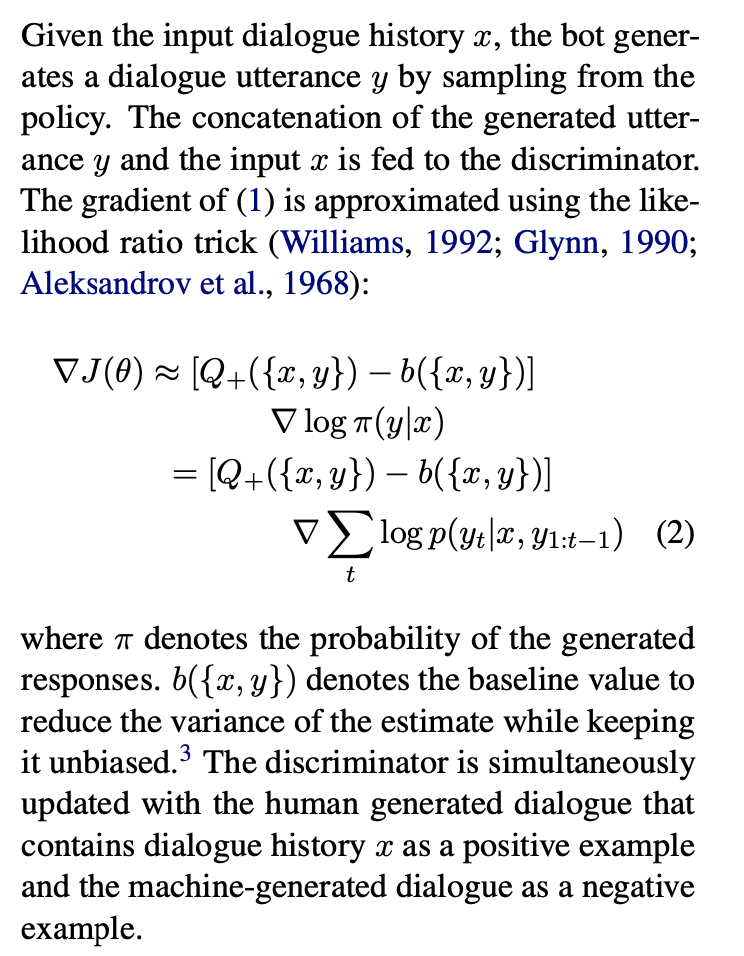 Given the input dialogue history x, the bot gener-
ates a dialogue utterance y by sampling from the
policy. The concatenation of the generated utter-
ance y and the input x is fed to the discriminator.
The gradient of (1) is approximated using the like-
lihood ratio trick (Williams, 1992; Glynn, 1990;
Aleksandrov et al., 1968):
∇J(θ) ≈ [Q₊({x, y}) − b({x, y})]
∇ log π(y|x)
= [Q₊({x, y}) − b({x, y})]
∇ ∑_t log p(y_t|x, y_{1:t−1}) (2)
where π denotes the probability of the generated
responses. b({x, y}) denotes the baseline value to
reduce the variance of the estimate while keeping
it unbiased.³ The discriminator is simultaneously
updated with the human generated dialogue that
contains dialogue history x as a positive example
and the machine-generated dialogue as a negative
example.